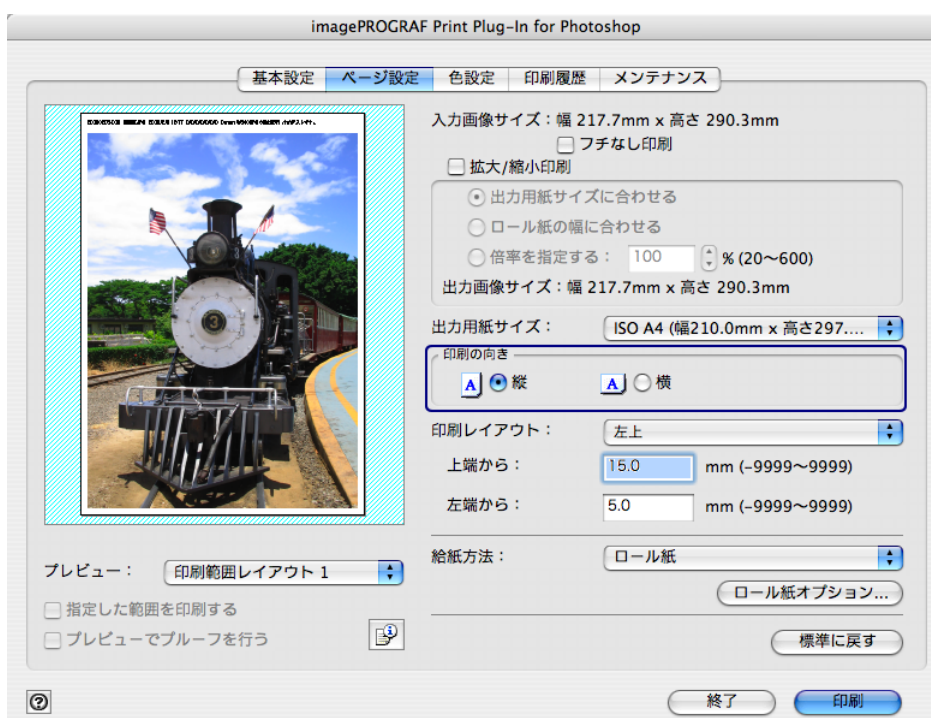 imagePROGRAF Print Plug-In for Photoshop
基本設定 ページ設定 色設定 印刷履歴 メンテナンス
入力画像サイズ：幅 217.7mm x 高さ 290.3mm
フチなし印刷
拡大/縮小印刷
出力用紙サイズに合わせる
ロール紙の幅に合わせる
倍率を指定する： 100 % (20～600)
出力画像サイズ：幅 217.7mm x 高さ 290.3mm
出力用紙サイズ： ISO A4 (幅210.0mm x 高さ297....
印刷の向き
A 縦 A 横
印刷レイアウト： 左上
上端から： 15.0 mm (-9999～9999)
左端から： 5.0 mm (-9999～9999)
給紙方法： ロール紙
ロール紙オプション...
標準に戻す
3
プレビュー： 印刷範囲レイアウト 1
指定した範囲を印刷する
プレビューでプルーフを行う
? 終了 印刷